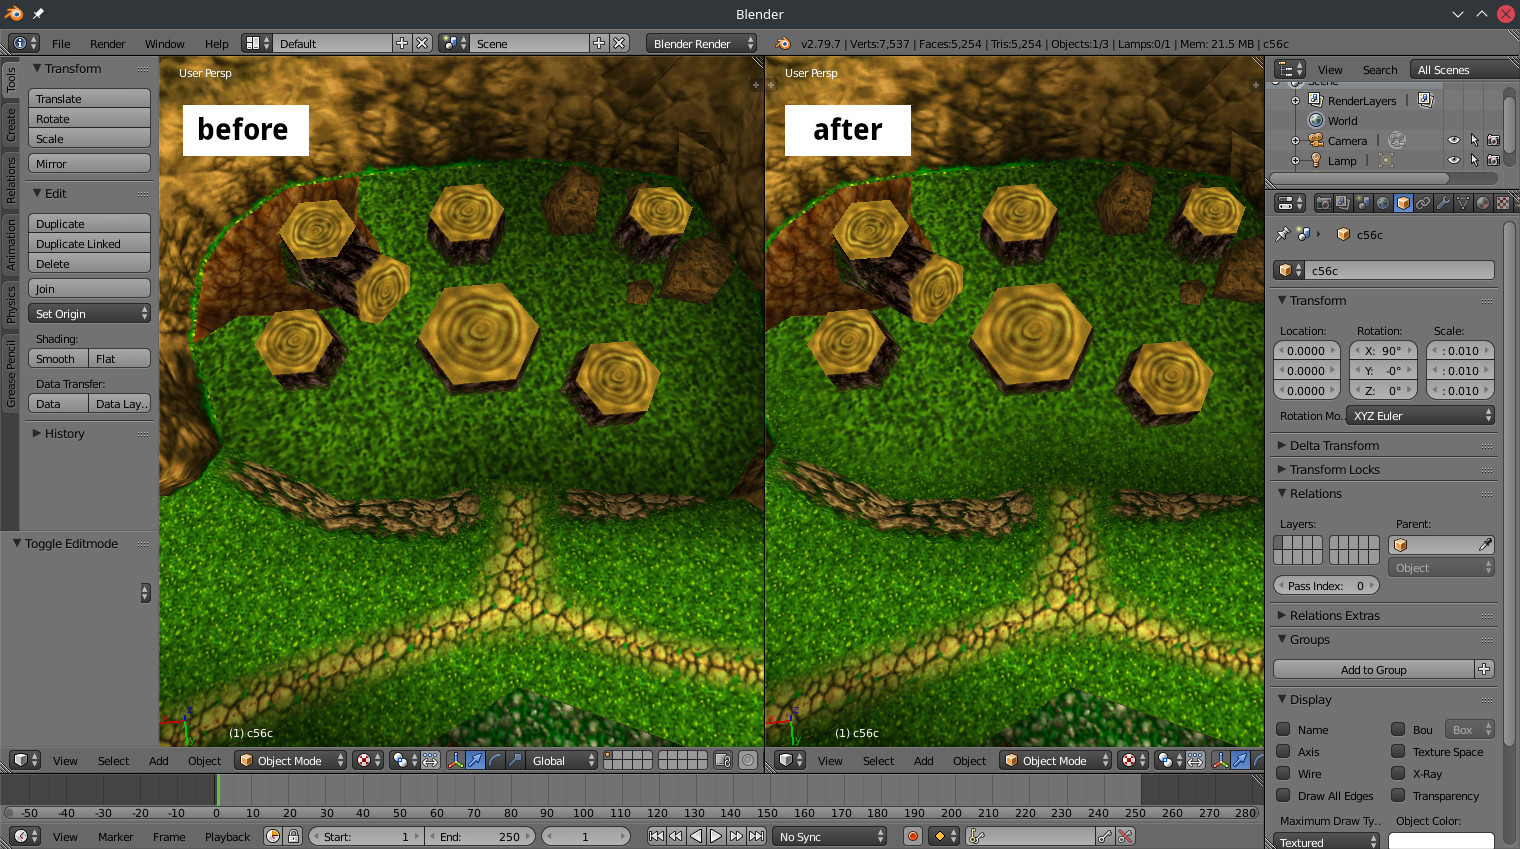 Blender
File Render Window Help Default Scene Blender Render v2.79.7 | Verts:7,537 | Faces:5,254 | Tris:5,254 | Objects:1/3 | Lamps:0/1 | Mem: 21.5 MB | c56c
Tools
Create
Relations
Animation
Physics
Grease Pencil
Transform
Translate
Rotate
Scale
Mirror
Edit
Duplicate
Duplicate Linked
Delete
Join
Set Origin
Shading:
Smooth Flat
Data Transfer:
Data Data Lay..
History
Toggle Editmode
User Persp
before
(1) c56c
User Persp
after
(1) c56c
View Select Add Object Object Mode Global
View Select Add Object Object Mode
View Search All Scenes
Scene
RenderLayers
World
Camera
Lamp
c56c
c56c
Transform
Location: Rotation: Scale:
0.0000 X: 90° : 0.010
0.0000 Y: -0° : 0.010
0.0000 Z: 0° : 0.010
Rotation Mo.. XYZ Euler
Delta Transform
Transform Locks
Relations
Layers: Parent:
Object
Pass Index: 0
Relations Extras
Groups
Add to Group
Display
Name Bou Box
Axis Texture Space
Wire X-Ray
Draw All Edges Transparency
Maximum Draw Ty.. Object Color:
Textured
-50 -40 -30 -20 -10 0 10 20 30 40 50 60 70 80 90 100 110 120 130 140 150 160 170 180 190 200 210 220 230 240 250 260 270 280
View Marker Frame Playback Start: 1 End: 250 1 No Sync